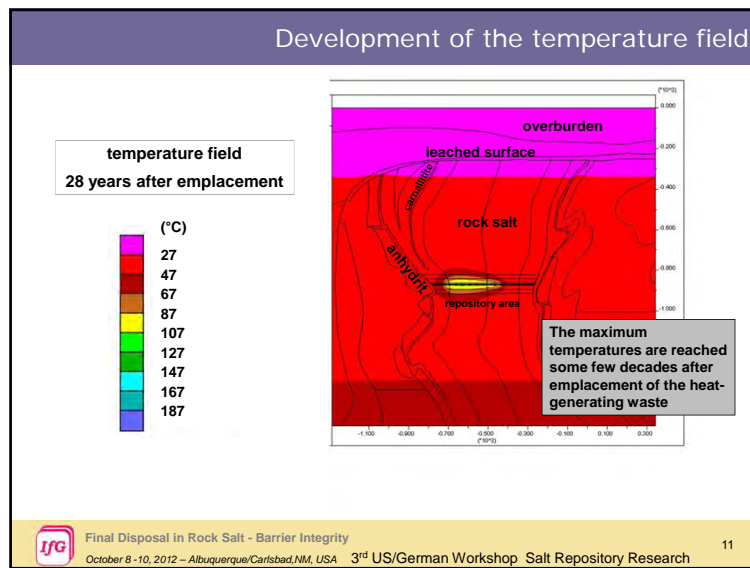 Development of the temperature field
temperature field
28 years after emplacement
(°C)
27
47
67
87
107
127
147
167
187
(*10^3)
0.000
-0.200
-0.400
-0.600
-0.800
-1.000
overburden
leached surface
carnallitite
rock salt
anhydrit
repository area
The maximum
temperatures are reached
some few decades after
emplacement of the heat-
generating waste
-1.100
-0.900
-0.700
-0.500
-0.300
-0.100
0.100
0.300
(*10^3)
IfG
Final Disposal in Rock Salt - Barrier Integrity
October 8 -10, 2012 – Albuquerque/Carlsbad,NM, USA 3rd US/German Workshop Salt Repository Research
11